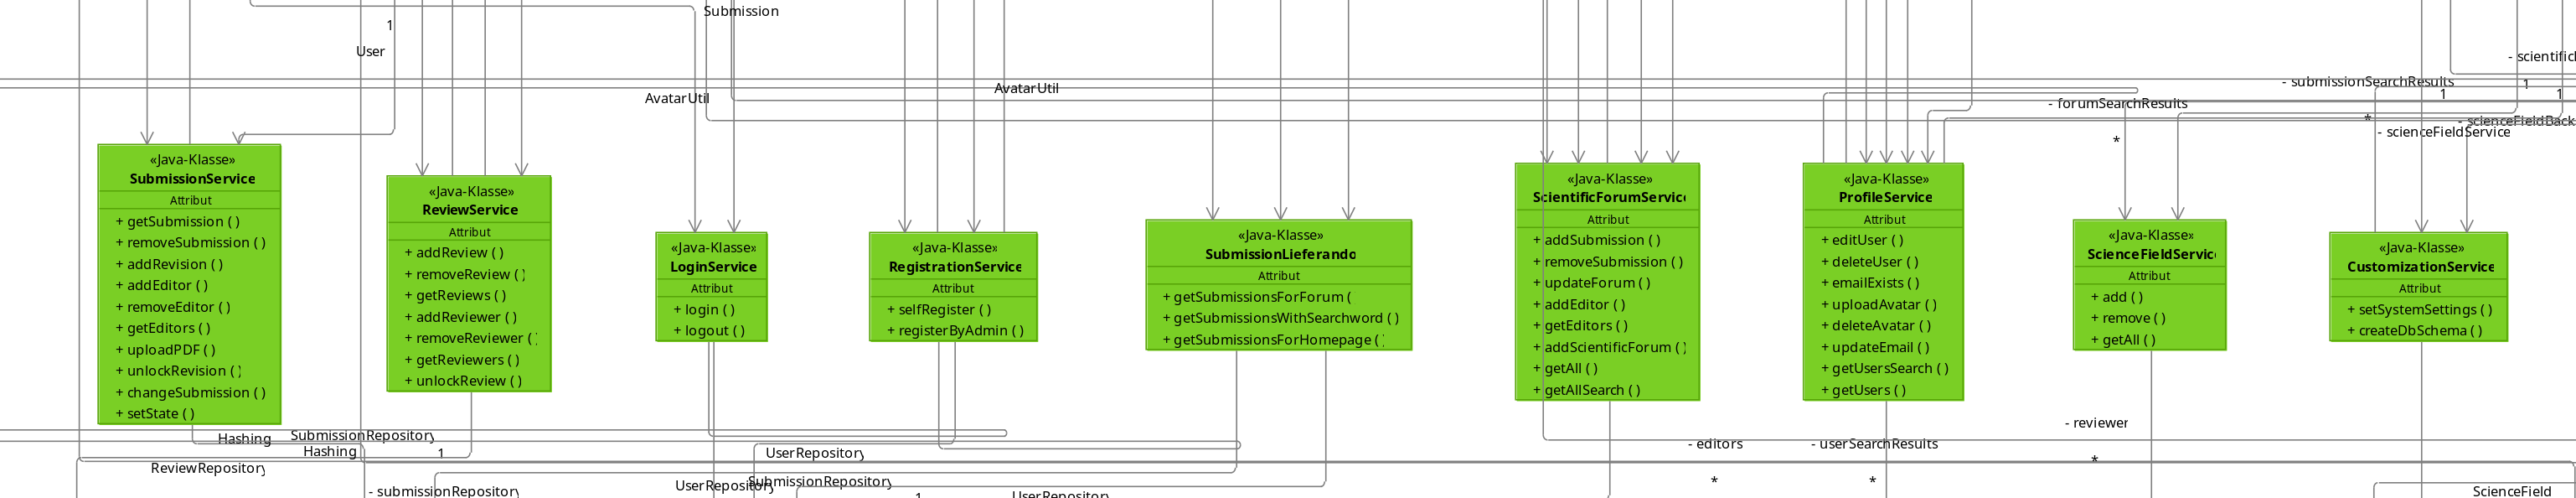 Submission
1
User
- scientificF
- submissionSearchResults
1
AvatarUtil
AvatarUtil
1
1
- forumSearchResults
*
- scienceFieldBack
*
- scienceFieldService
«Java-Klasse»
SubmissionService
Attribut
+ getSubmission ( )
+ removeSubmission ( )
+ addRevision ( )
+ addEditor ( )
+ removeEditor ( )
+ getEditors ( )
+ uploadPDF ( )
+ unlockRevision ( )
+ changeSubmission ( )
+ setState ( )
«Java-Klasse»
ReviewService
Attribut
+ addReview ( )
+ removeReview ( )
+ getReviews ( )
+ addReviewer ( )
+ removeReviewer ( )
+ getReviewers ( )
+ unlockReview ( )
«Java-Klasse»
LoginService
Attribut
+ login ( )
+ logout ( )
«Java-Klasse»
RegistrationService
Attribut
+ selfRegister ( )
+ registerByAdmin ( )
«Java-Klasse»
SubmissionLieferando
Attribut
+ getSubmissionsForForum (
+ getSubmissionsWithSearchword ( )
+ getSubmissionsForHomepage ( )
«Java-Klasse»
ScientificForumService
Attribut
+ addSubmission ( )
+ removeSubmission ( )
+ updateForum ( )
+ addEditor ( )
+ getEditors ( )
+ addScientificForum ( )
+ getAll ( )
+ getAllSearch ( )
«Java-Klasse»
ProfileService
Attribut
+ editUser ( )
+ deleteUser ( )
+ emailExists ( )
+ uploadAvatar ( )
+ deleteAvatar ( )
+ updateEmail ( )
+ getUsersSearch ( )
+ getUsers ( )
«Java-Klasse»
ScienceFieldService
Attribut
+ add ( )
+ remove ( )
+ getAll ( )
«Java-Klasse»
CustomizationService
Attribut
+ setSystemSettings ( )
+ createDbSchema ( )
Hashing
SubmissionRepository
Hashing
1
ReviewRepository
- submissionRepository
UserRepository
UserRepository
SubmissionRepository
1
UserRepository
- editors
*
- userSearchResults
*
- reviewer
*
ScienceField